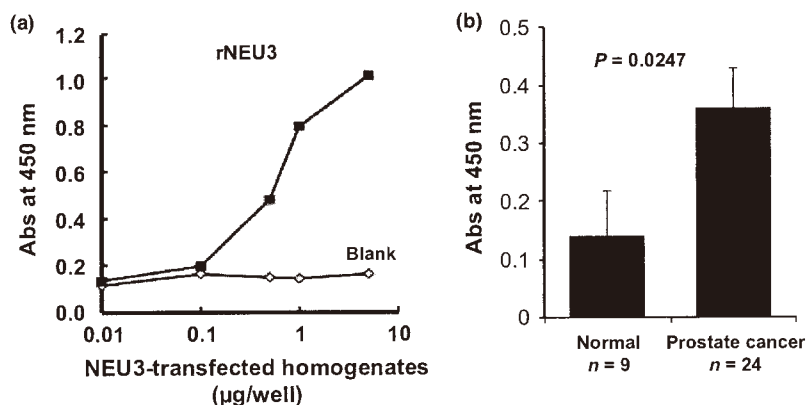 (a)
rNEU3
Abs at 450 nm
1.2
1.0
0.8
0.6
0.4
0.2
0.0
Blank
0.01
0.1
1
10
NEU3-transfected homogenates
(µg/well)
(b)
P = 0.0247
Abs at 450 nm
0.5
0.4
0.3
0.2
0.1
0
Normal
n = 9
Prostate cancer
n = 24